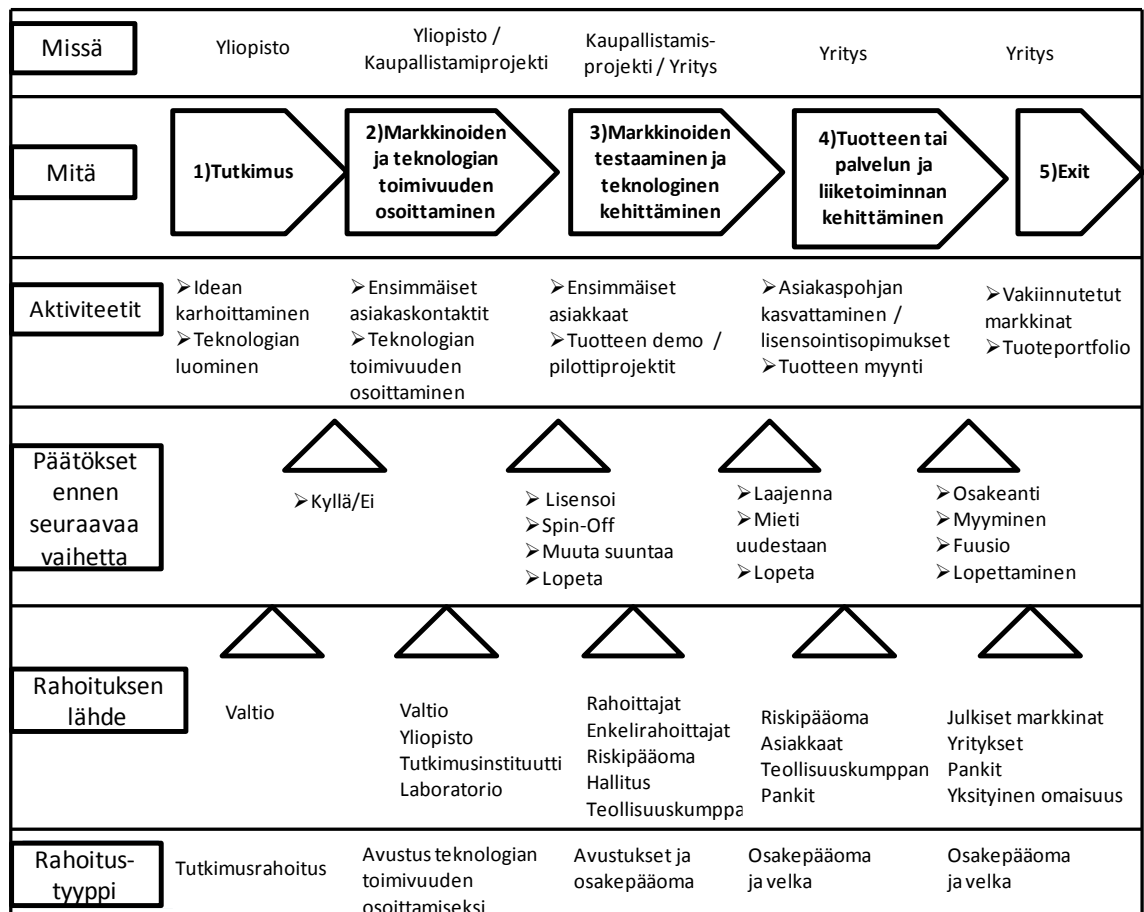 Missä
Yliopisto
Yliopisto /
Kaupallistamiprojekti
Kaupallistamis-
projekti / Yritys
Yritys
Yritys
Mitä
1)Tutkimus
2)Markkinoiden
ja teknologian
toimivuuden
osoittaminen
3)Markkinoiden
testaaminen ja
teknologinen
kehittäminen
4)Tuotteen tai
palvelun ja
liiketoiminnan
kehittäminen
5)Exit
Aktiviteetit
➢Idean
karhoittaminen
➢Teknologian
luominen
➢Ensimmäiset
asiakaskontaktit
➢Teknologian
toimivuuden
osoittaminen
➢Ensimmäiset
asiakkaat
➢Tuotteen demo /
pilottiprojektit
➢Asiakaspohjan
kasvattaminen /
lisensointisopimukset
➢Tuotteen myynti
➢Vakiinnutetut
markkinat
➢Tuoteportfolio
Päätökset
ennen
seuraavaa
vaihetta
➢Kyllä/Ei
➢Lisensoi
➢Spin-Off
➢Muuta suuntaa
➢Lopeta
➢Laajenna
➢Mieti
uudestaan
➢Lopeta
➢Osakeanti
➢Myyminen
➢Fuusio
➢Lopettaminen
Rahoituksen
lähde
Valtio
Valtio
Yliopisto
Tutkimusinstituutti
Laboratorio
Rahoittajat
Enkelirahoittajat
Riskipääoma
Hallitus
Teollisuuskumppa
Riskipääoma
Asiakkaat
Teollisuuskumppan
Pankit
Julkiset markkinat
Yritykset
Pankit
Yksityinen omaisuus
Rahoitus-
tyyppi
Tutkimusrahoitus
Avustus teknologian
toimivuuden
osoittamiseksi
Avustukset ja
osakepääoma
Osakepääoma
ja velka
Osakepääoma
ja velka